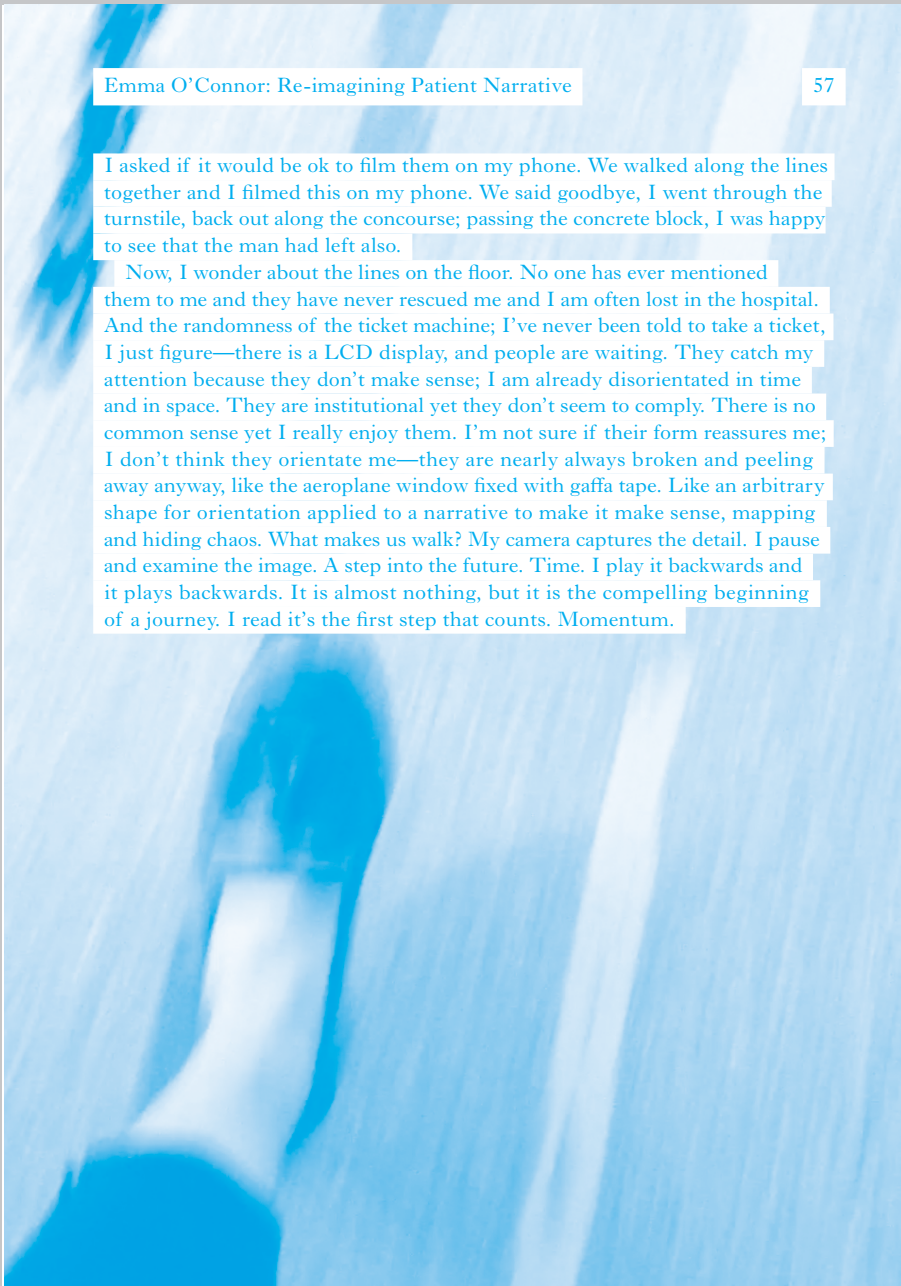 Emma O’Connor: Re-imagining Patient Narrative
57
I asked if it would be ok to film them on my phone. We walked along the lines
together and I filmed this on my phone. We said goodbye, I went through the
turnstile, back out along the concourse; passing the concrete block, I was happy
to see that the man had left also.
Now, I wonder about the lines on the floor. No one has ever mentioned
them to me and they have never rescued me and I am often lost in the hospital.
And the randomness of the ticket machine; I’ve never been told to take a ticket,
I just figure—there is a LCD display, and people are waiting. They catch my
attention because they don’t make sense; I am already disorientated in time
and in space. They are institutional yet they don’t seem to comply. There is no
common sense yet I really enjoy them. I’m not sure if their form reassures me;
I don’t think they orientate me—they are nearly always broken and peeling
away anyway, like the aeroplane window fixed with gaffa tape. Like an arbitrary
shape for orientation applied to a narrative to make it make sense, mapping
and hiding chaos. What makes us walk? My camera captures the detail. I pause
and examine the image. A step into the future. Time. I play it backwards and
it plays backwards. It is almost nothing, but it is the compelling beginning
of a journey. I read it’s the first step that counts. Momentum.